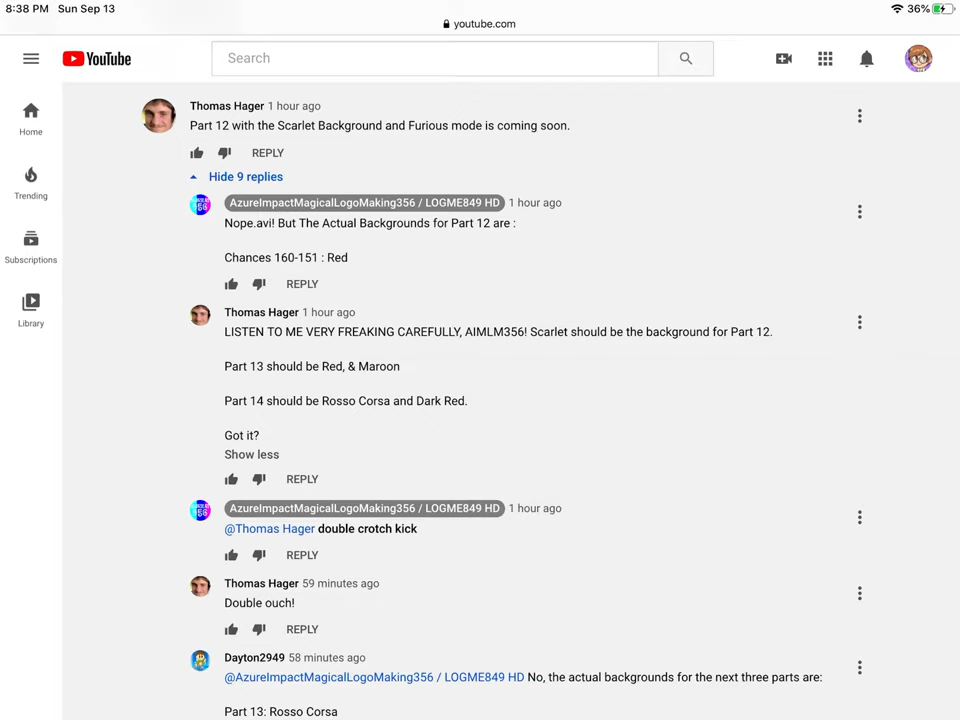 8:38 PM Sun Sep 13
36%
youtube.com
YouTube
Search
Home
Trending
Subscriptions
Library
Thomas Hager 1 hour ago
Part 12 with the Scarlet Background and Furious mode is coming soon.
REPLY
Hide 9 replies
AzureImpactMagicalLogoMaking356 / LOGME849 HD 1 hour ago
Nope.avi! But The Actual Backgrounds for Part 12 are :
Chances 160-151 : Red
REPLY
Thomas Hager 1 hour ago
LISTEN TO ME VERY FREAKING CAREFULLY, AIMLM356! Scarlet should be the background for Part 12.
Part 13 should be Red, & Maroon
Part 14 should be Rosso Corsa and Dark Red.
Got it?
Show less
REPLY
AzureImpactMagicalLogoMaking356 / LOGME849 HD 1 hour ago
@Thomas Hager double crotch kick
REPLY
Thomas Hager 59 minutes ago
Double ouch!
REPLY
Dayton2949 58 minutes ago
@AzureImpactMagicalLogoMaking356 / LOGME849 HD No, the actual backgrounds for the next three parts are:
Part 13: Rosso Corsa